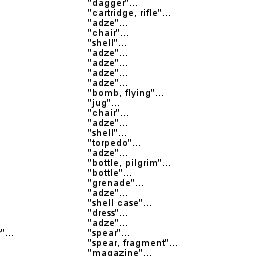 "dagger"...
"cartridge, rifle"...
"adze"...
"chair"...
"shell"...
"adze"...
"adze"...
"adze"...
"adze"...
"bomb, flying"...
"jug"...
"chair"...
"adze"...
"shell"...
"torpedo"...
"adze"...
"bottle, pilgrim"...
"bottle"...
"grenade"...
"adze"...
"shell case"...
"dress"...
"adze"...
"... "spear"...
"spear, fragment"...
"magazine"...